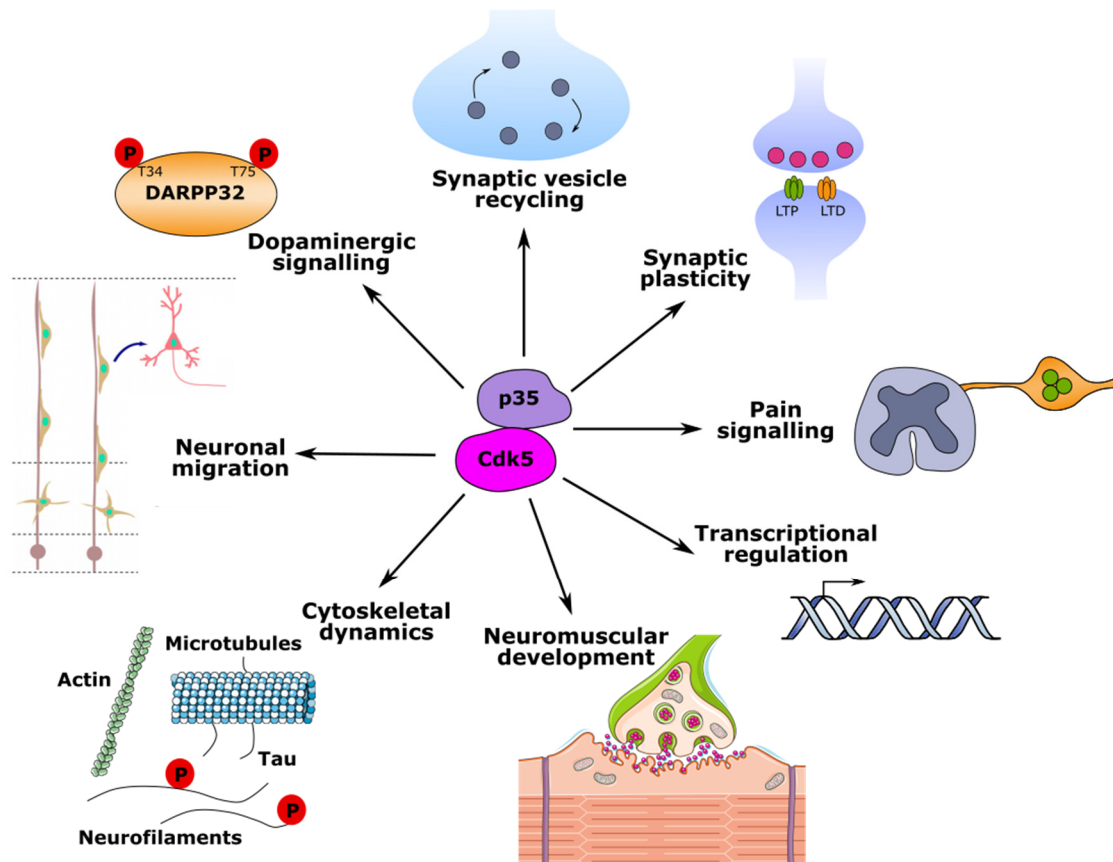 Synaptic vesicle
recycling
P
P
T34
T75
DARPP32
Dopaminergic
signalling
LTP
LTD
Synaptic
plasticity
p35
Cdk5
Pain
signalling
Neuronal
migration
Transcriptional
regulation
Cytoskeletal
dynamics
Neuromuscular
development
Microtubules
Actin
Tau
P
P
Neurofilaments